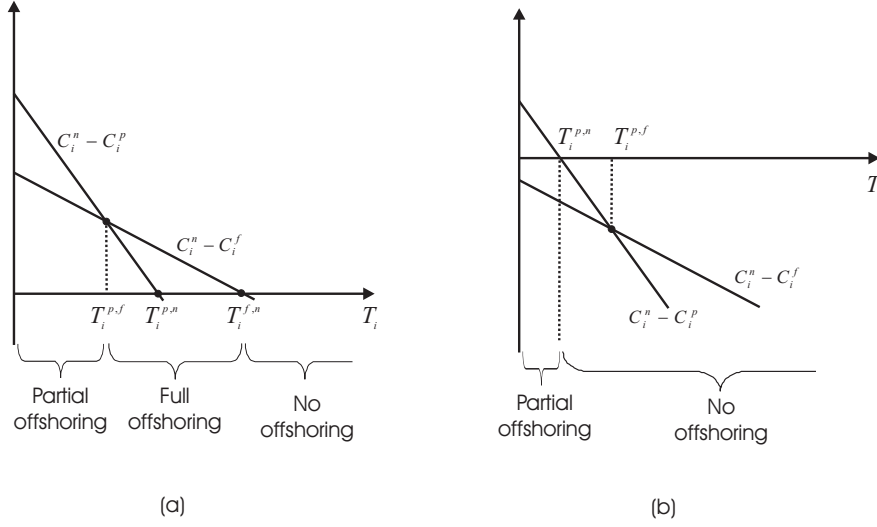 C_i^n – C_i^p
C_i^n – C_i^f
T_i^{p,f} T_i^{p,n} T_i^{f,n} T_i
Partial
offshoring
Full
offshoring
No
offshoring
(a)
T_i^{p,n} T_i^{p,f}
T
C_i^n – C_i^f
C_i^n – C_i^p
Partial
offshoring
No
offshoring
(b)